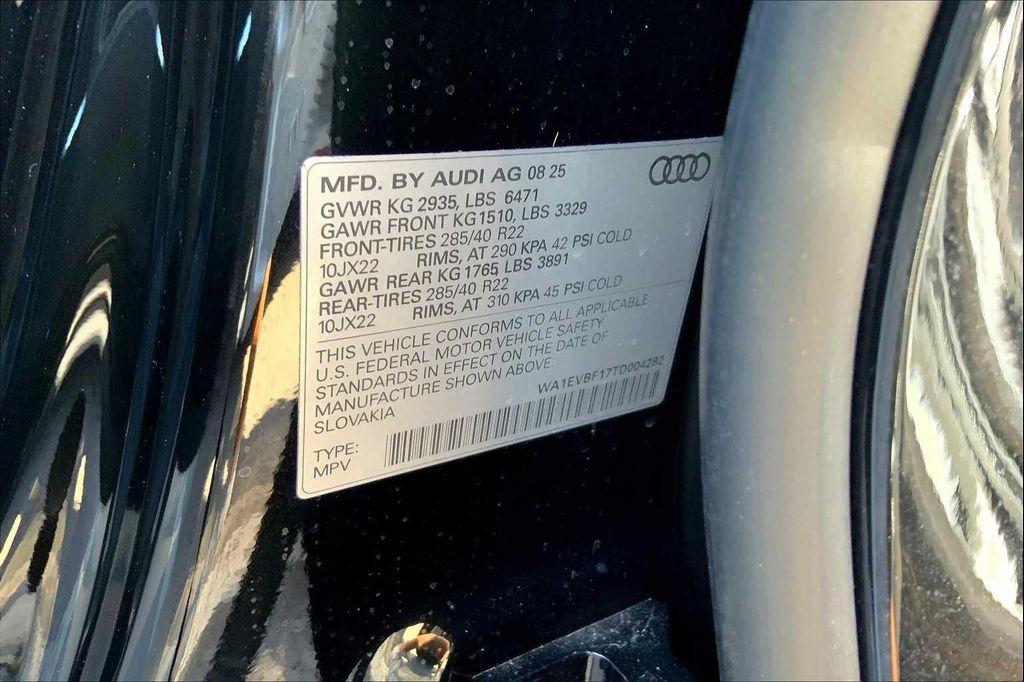 MFD. BY AUDI AG 08 25
GVWR KG 2935, LBS 6471
GAWR FRONT KG1510, LBS 3329
FRONT-TIRES 285/40 R22
10JX22 RIMS, AT 290 KPA 42 PSI COLD
GAWR REAR KG 1765, LBS 3891
REAR-TIRES 285/40 R22
10JX22 RIMS, AT 310 KPA 45 PSI COLD
THIS VEHICLE CONFORMS TO ALL APPLICABLE
U.S. FEDERAL MOTOR VEHICLE SAFETY
STANDARDS IN EFFECT ON THE DATE OF
MANUFACTURE SHOWN ABOVE.
SLOVAKIA
WA1EVBF17TD004282
TYPE:
MPV